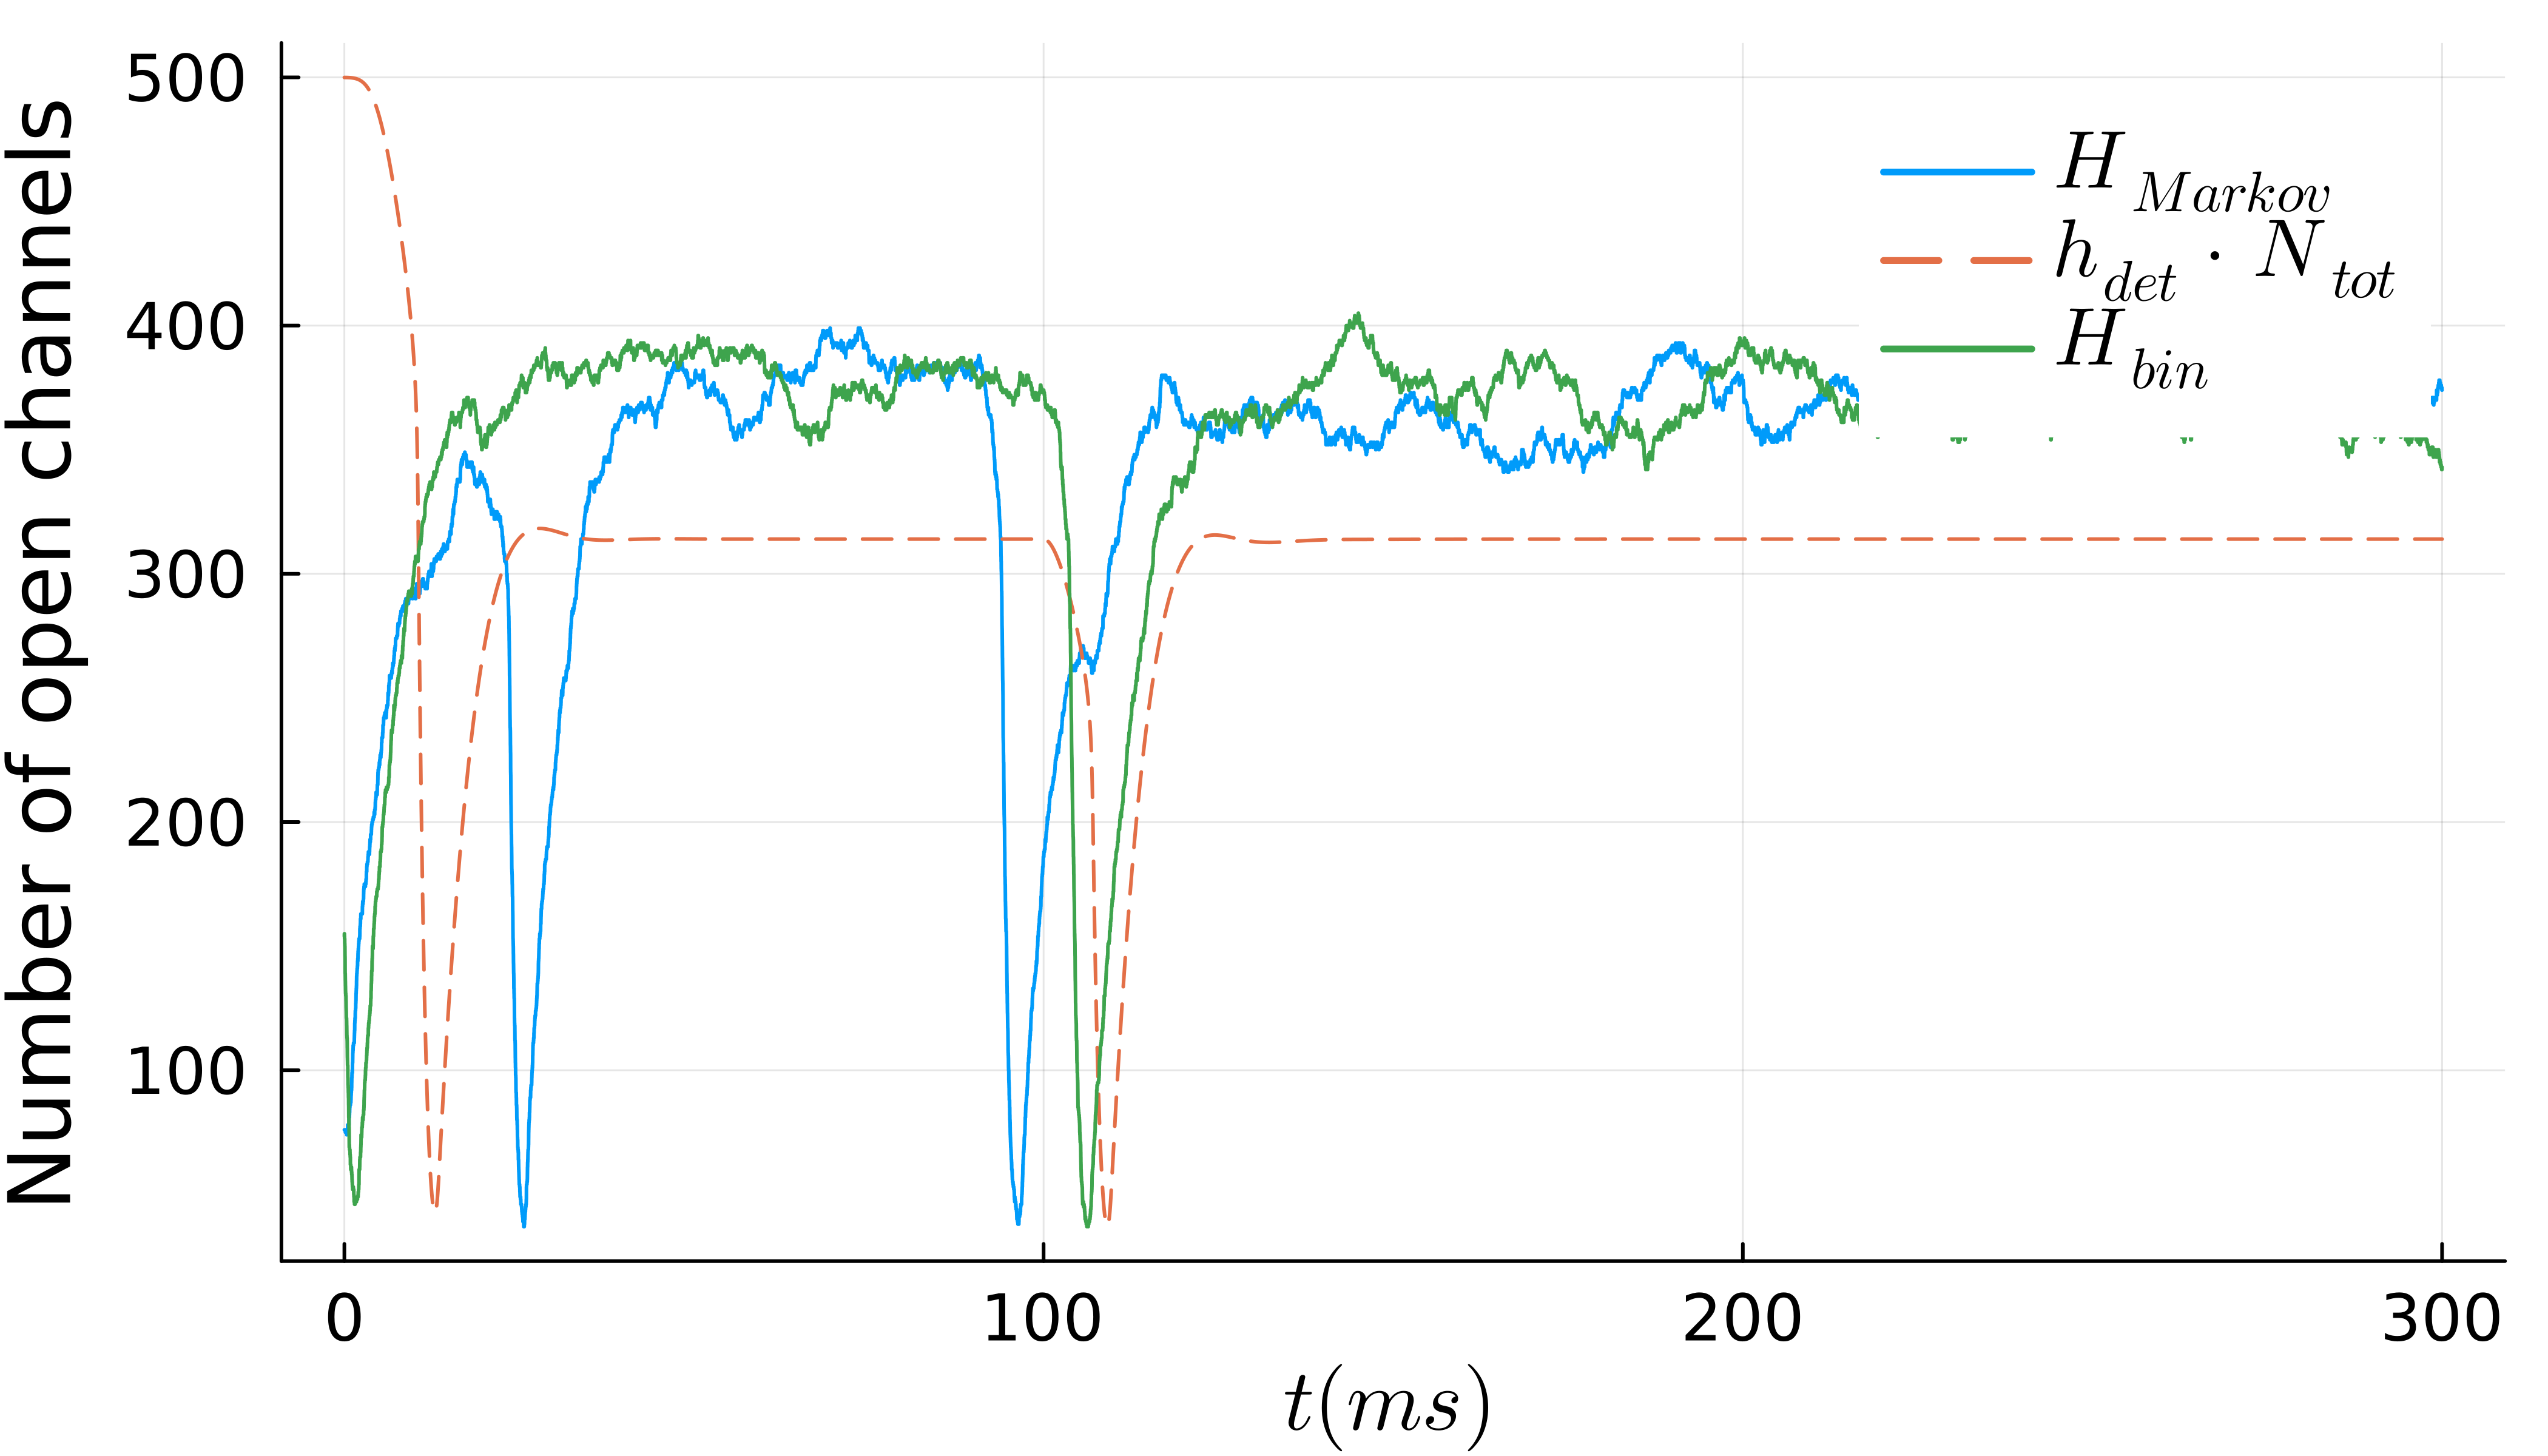 Number of open channels
500
400
300
200
100
H_Markov
h_det · N_tot
H_bin
0 100 200 300
t(ms)